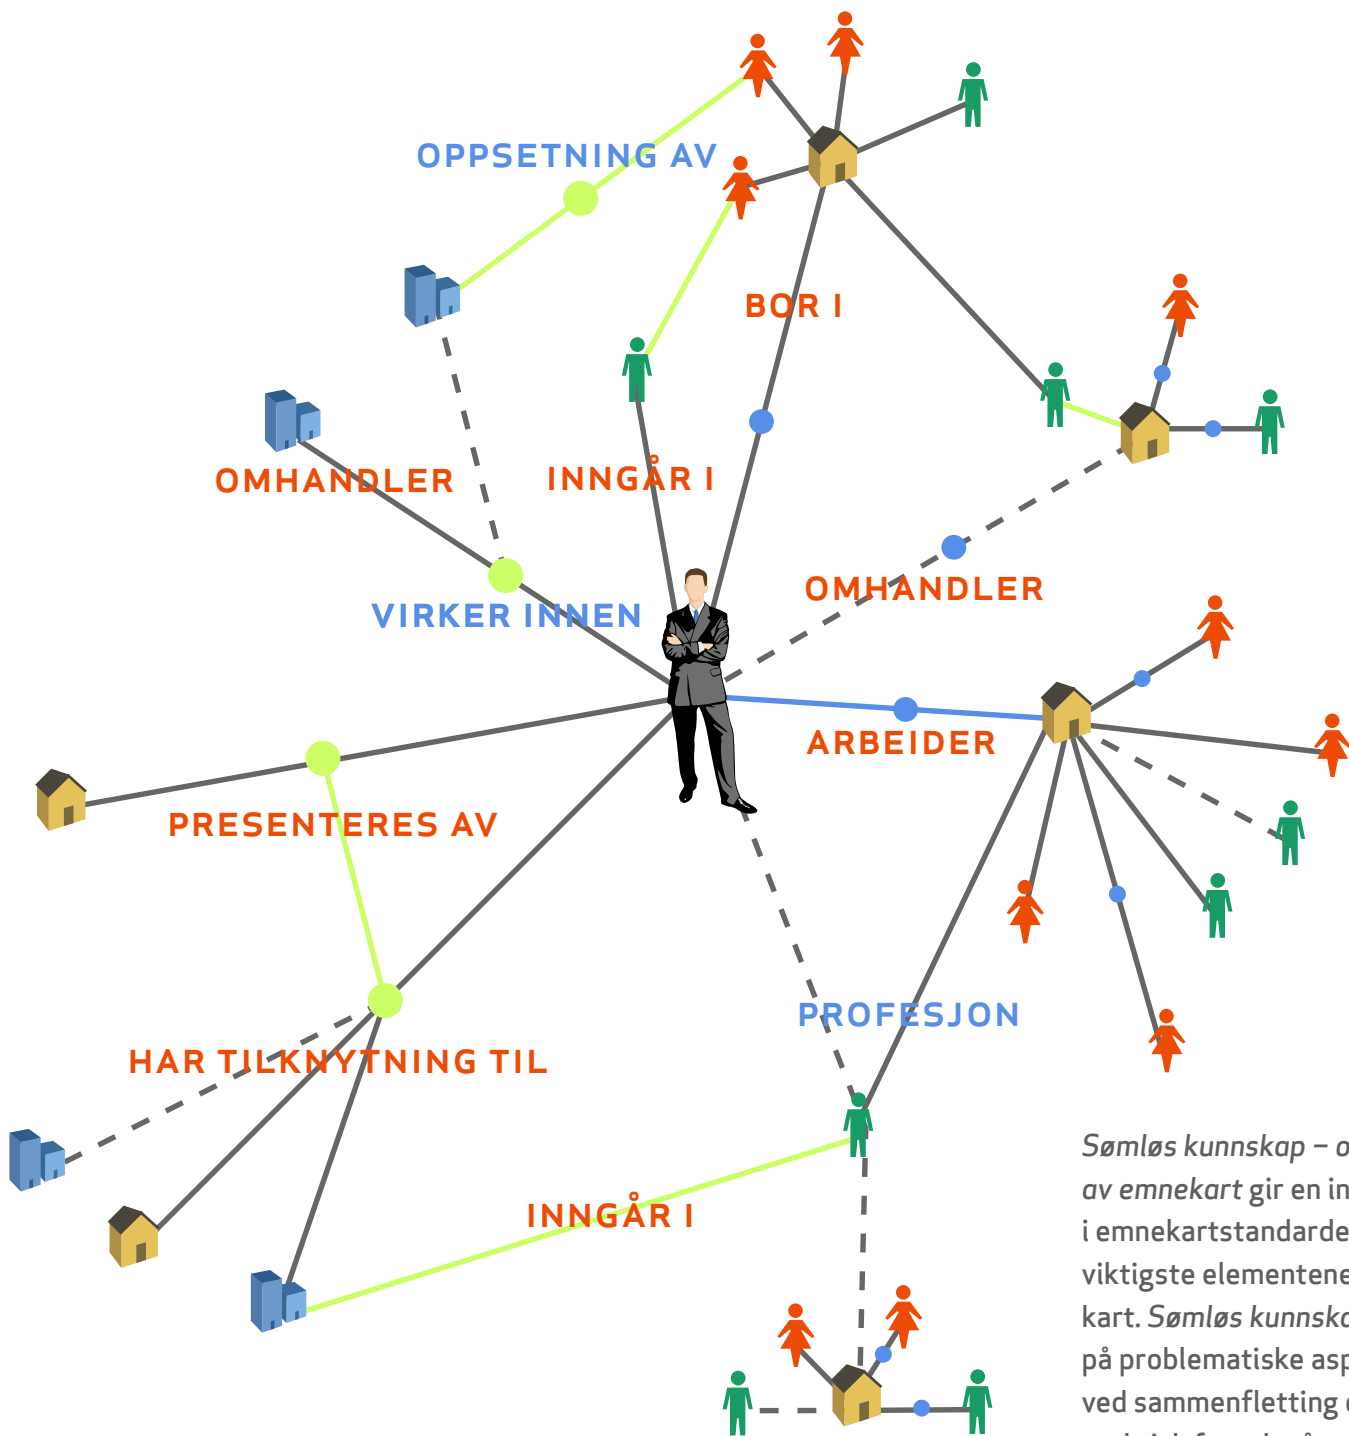 OPPSETNING AV
BOR I
OMHANDLER
INNGÅR I
OMHANDLER
VIRKER INNEN
ARBEIDER
PRESENTERES AV
PROFESJON
HAR TILKNYTNING TIL
INNGÅR I
Sømløs kunnskap –
av emnekart gir en
i emnekartstandarde
viktigste elementene
kart. Sømløs kunnska
på problematiske asp
ved sammenfletting